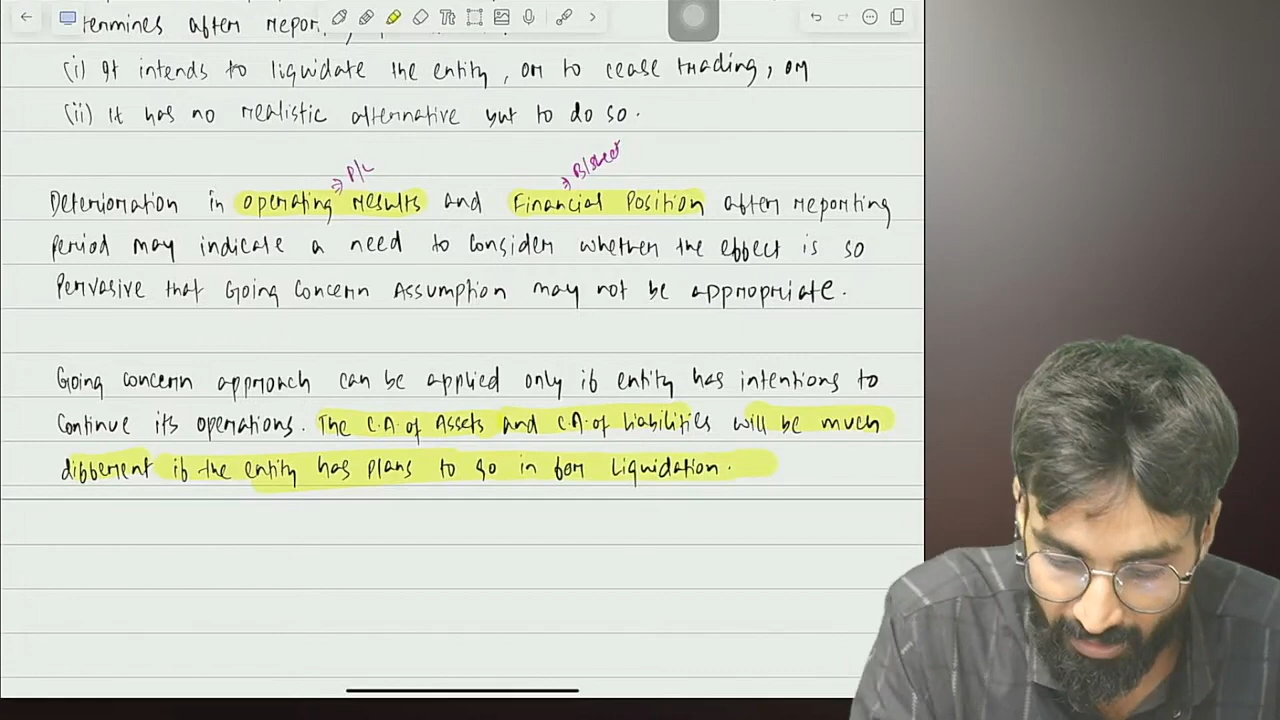 termines after repor
(i) It intends to liquidate the entity, or to cease trading, or
(ii) It has no realistic alternative but to do so.
⇒ P/L
⇒ B/sheet
Deterioration in operating results and Financial Position after reporting
Period may indicate a need to consider whether the effect is so
Pervasive that Going Concern Assumption may not be appropriate.
Going concern approach can be applied only if entity has intentions to
Continue its operations. The C.A. of Assets and C.A. of liabilities will be much
different if the entity has plans to go in for Liquidation.